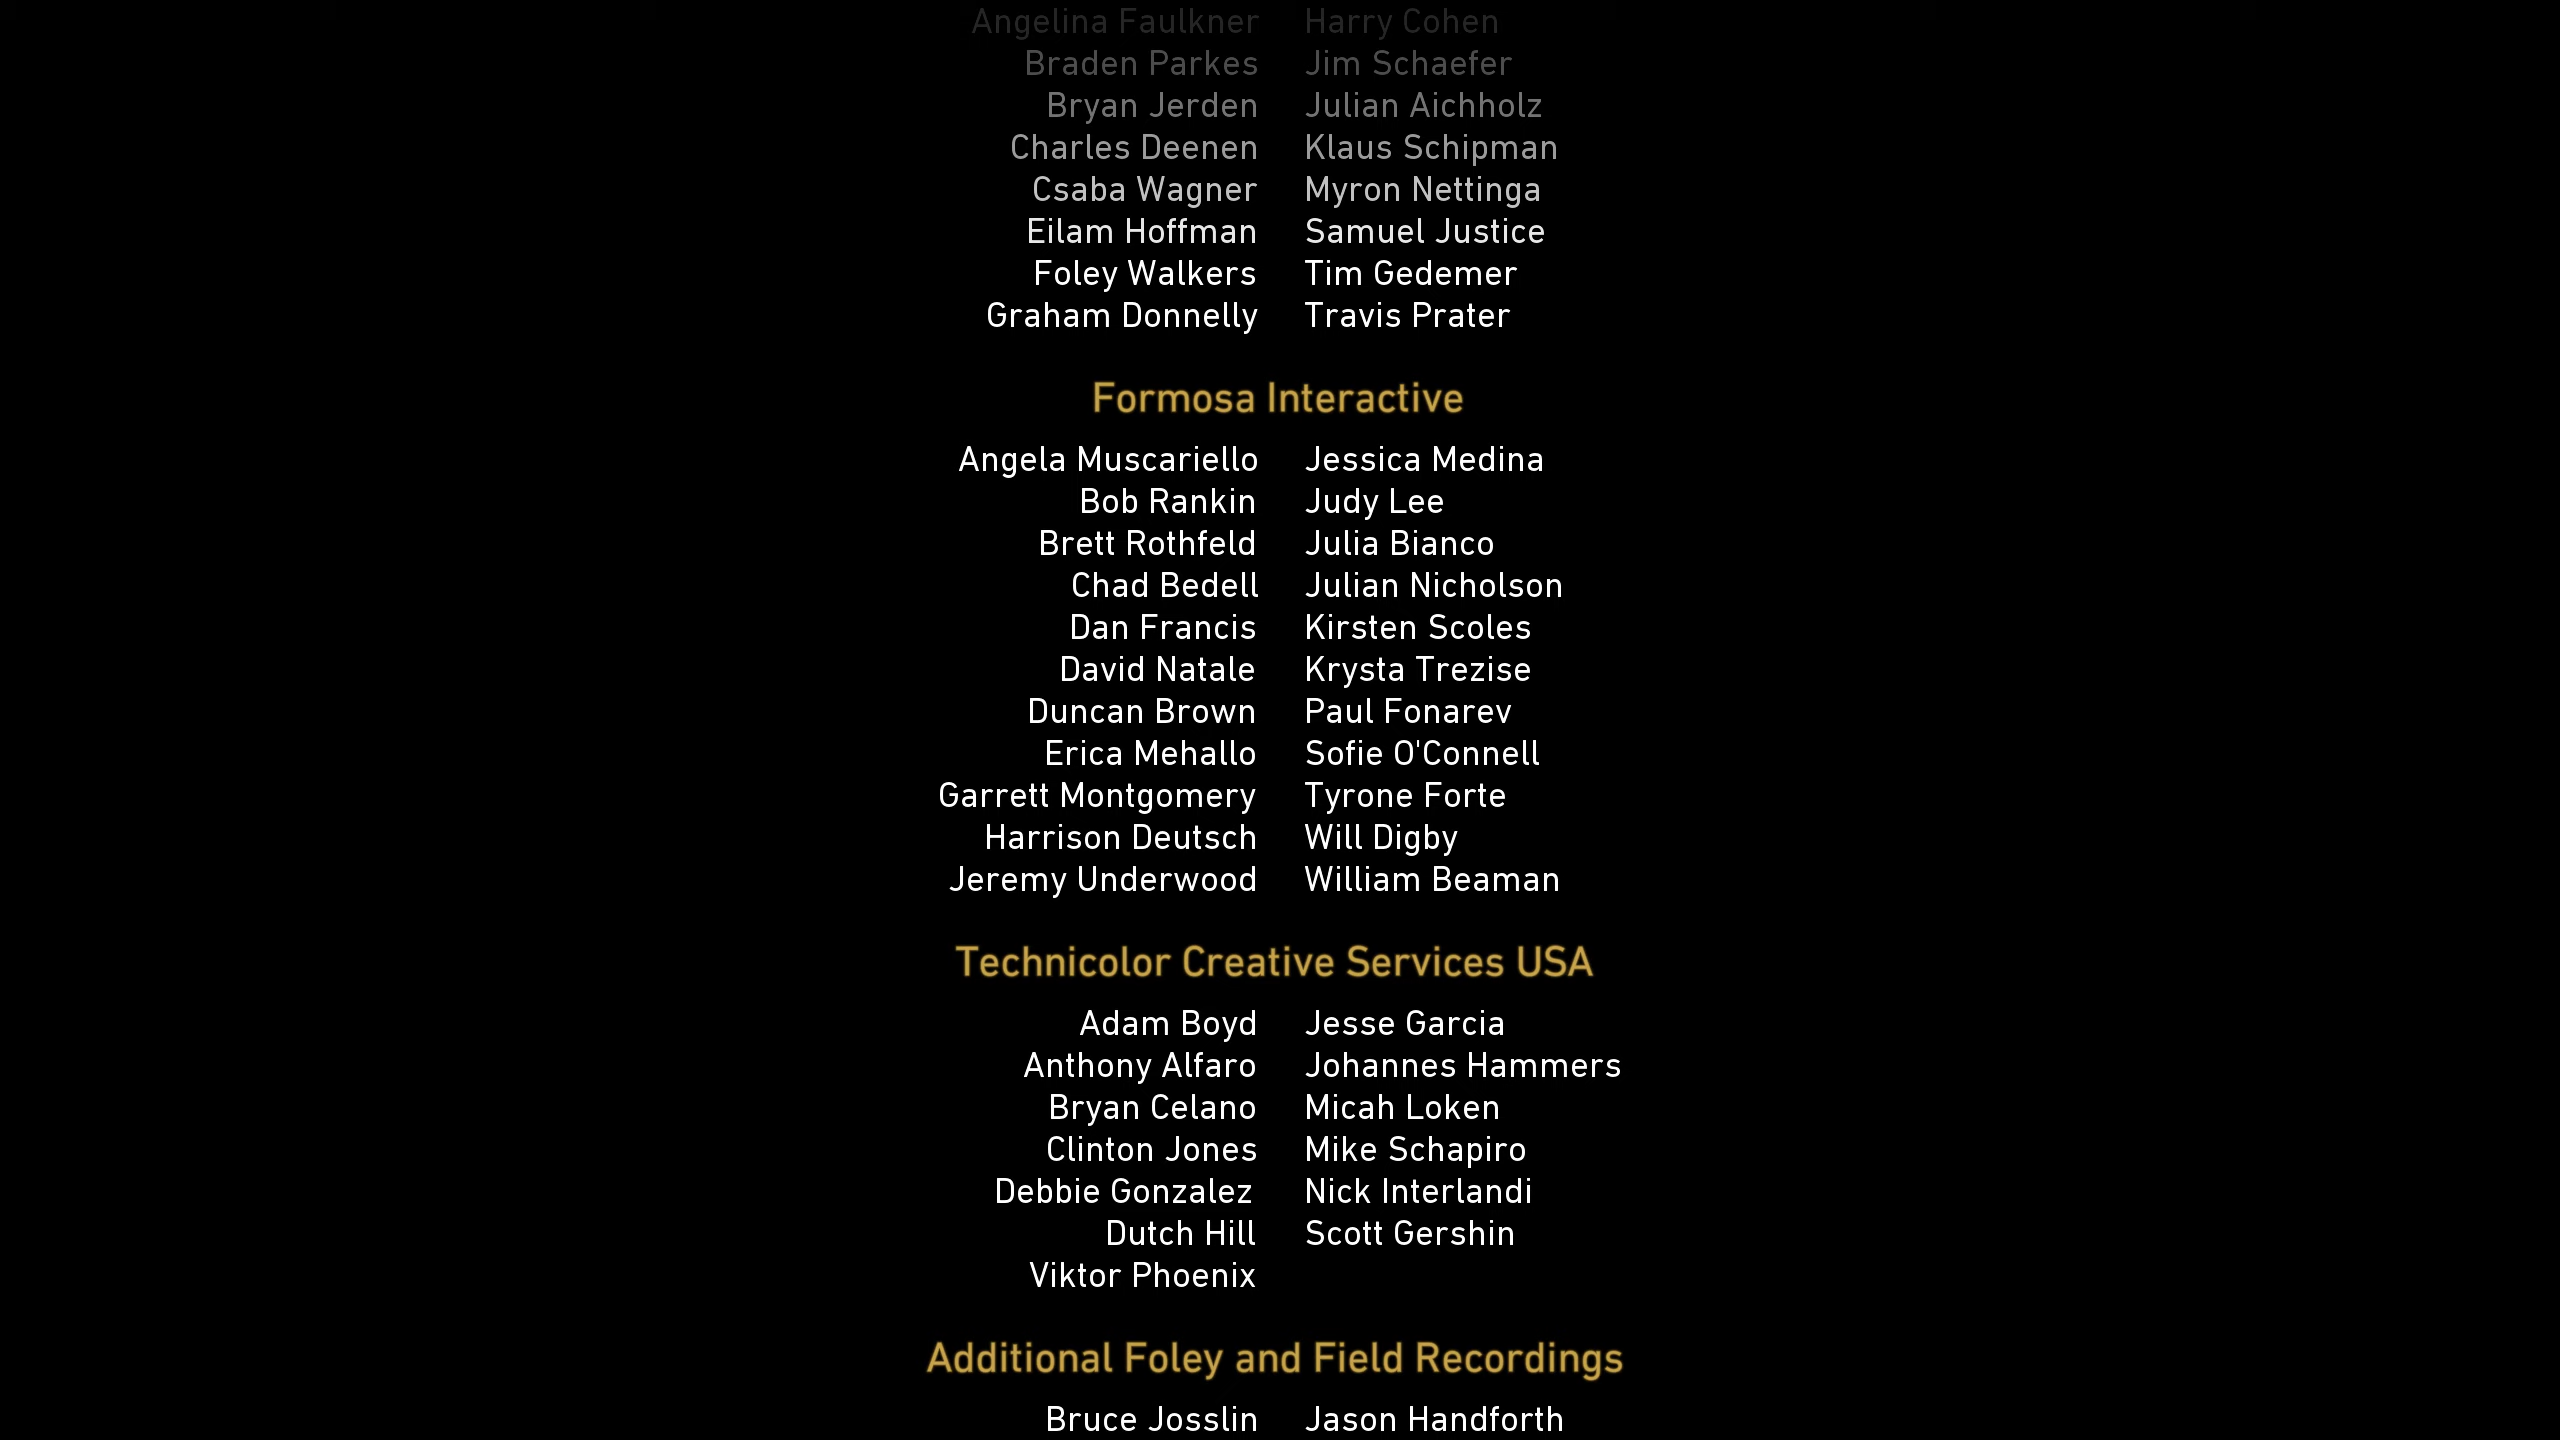 Angelina Faulkner Harry Cohen
Braden Parkes Jim Schaefer
Bryan Jerden Julian Aichholz
Charles Deenen Klaus Schipman
Csaba Wagner Myron Nettinga
Eilam Hoffman Samuel Justice
Foley Walkers Tim Gedemer
Graham Donnelly Travis Prater
Formosa Interactive
Angela Muscariello Jessica Medina
Bob Rankin Judy Lee
Brett Rothfeld Julia Bianco
Chad Bedell Julian Nicholson
Dan Francis Kirsten Scoles
David Natale Krysta Trezise
Duncan Brown Paul Fonarev
Erica Mehallo Sofie O'Connell
Garrett Montgomery Tyrone Forte
Harrison Deutsch Will Digby
Jeremy Underwood William Beaman
Technicolor Creative Services USA
Adam Boyd Jesse Garcia
Anthony Alfaro Johannes Hammers
Bryan Celano Micah Loken
Clinton Jones Mike Schapiro
Debbie Gonzalez Nick Interlandi
Dutch Hill Scott Gershin
Viktor Phoenix
Additional Foley and Field Recordings
Bruce Josslin Jason Handforth